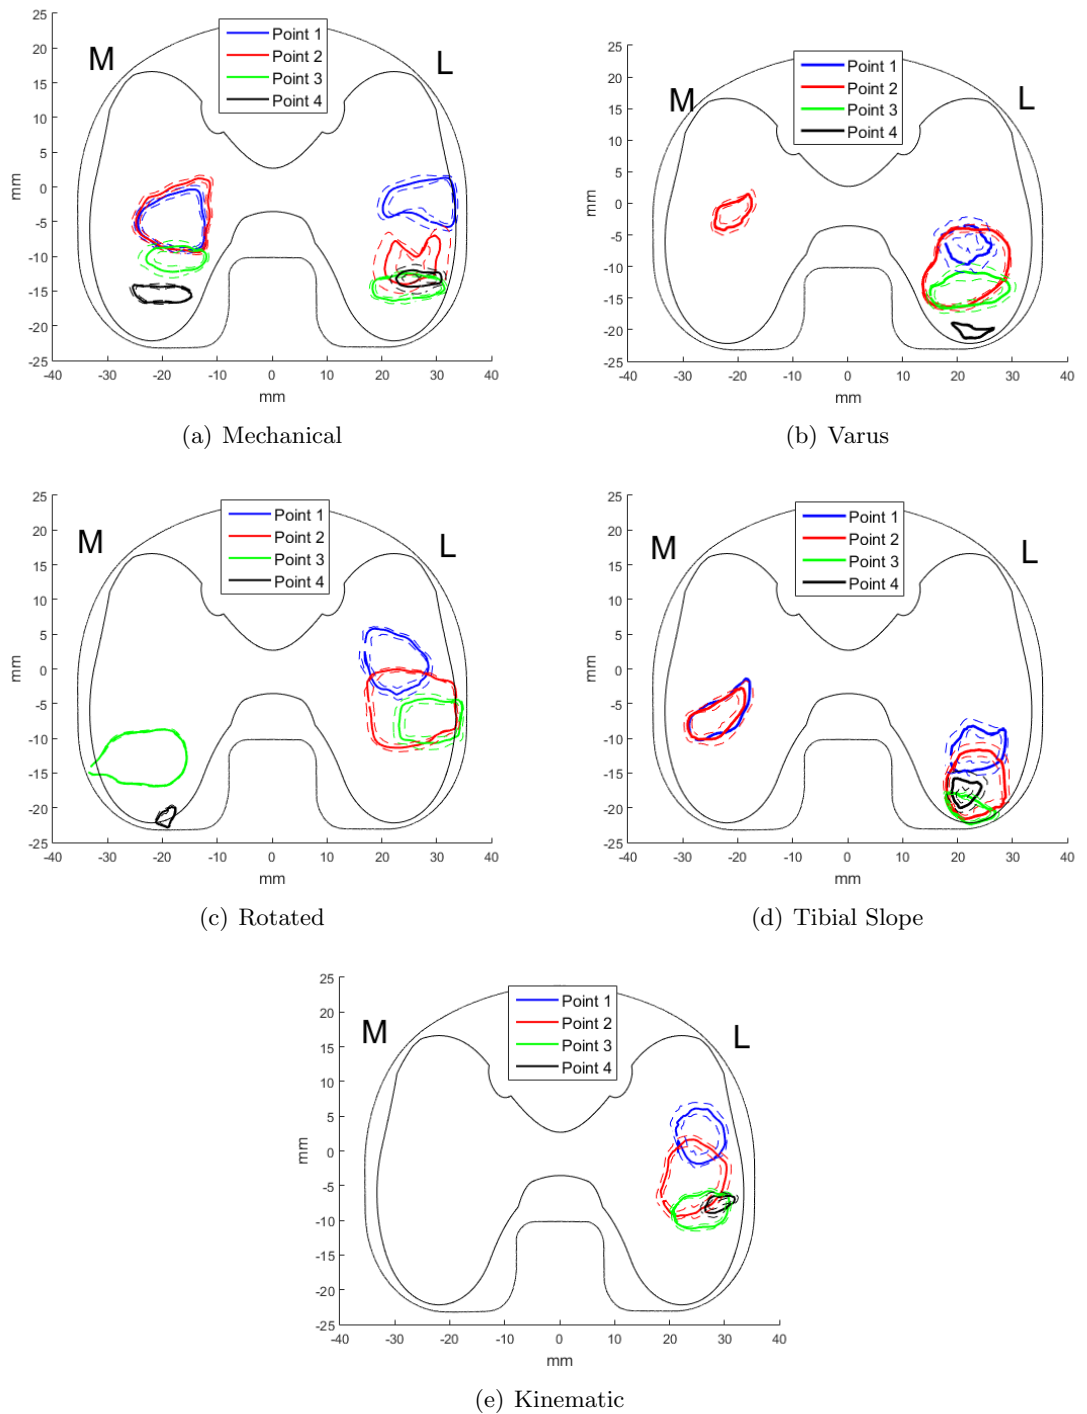 M
L
Point 1
Point 2
Point 3
Point 4
25
20
15
10
5
0
-5
-10
-15
-20
-25
-40 -30 -20 -10 0 10 20 30 40
mm
mm
(a) Mechanical
M
L
Point 1
Point 2
Point 3
Point 4
25
20
15
10
5
0
-5
-10
-15
-20
-25
-40 -30 -20 -10 0 10 20 30 40
mm
mm
(b) Varus
M
L
Point 1
Point 2
Point 3
Point 4
25
20
15
10
5
0
-5
-10
-15
-20
-25
-40 -30 -20 -10 0 10 20 30 40
mm
mm
(c) Rotated
M
L
Point 1
Point 2
Point 3
Point 4
25
20
15
10
5
0
-5
-10
-15
-20
-25
-40 -30 -20 -10 0 10 20 30 40
mm
mm
(d) Tibial Slope
M
L
Point 1
Point 2
Point 3
Point 4
25
20
15
10
5
0
-5
-10
-15
-20
-25
-40 -30 -20 -10 0 10 20 30 40
mm
mm
(e) Kinematic